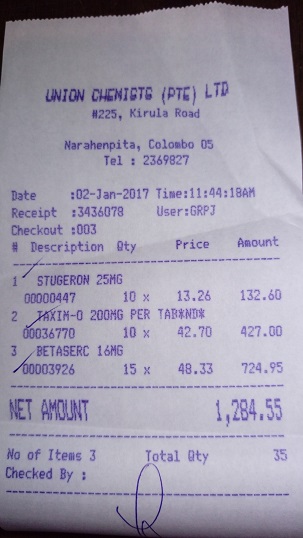 UNION CHEMISTS (PTE) LTD
#225, Kirula Road
Narahenpita, Colombo 05
Tel : 2369827
Date :02-Jan-2017 Time:11:44:18AM
Receipt :3436078 User:GRPJ
Checkout :003
# Description Qty Price Amount
1 STUGERON 25MG
00000447 10 x 13.26 132.60
2 TAXIM-O 200MG PER TAB*ND*
00036770 10 x 42.70 427.00
3 BETASERC 16MG
00003926 15 x 48.33 724.95
NET AMOUNT 1,284.55
No of Items 3 Total Qty 35
Checked By :